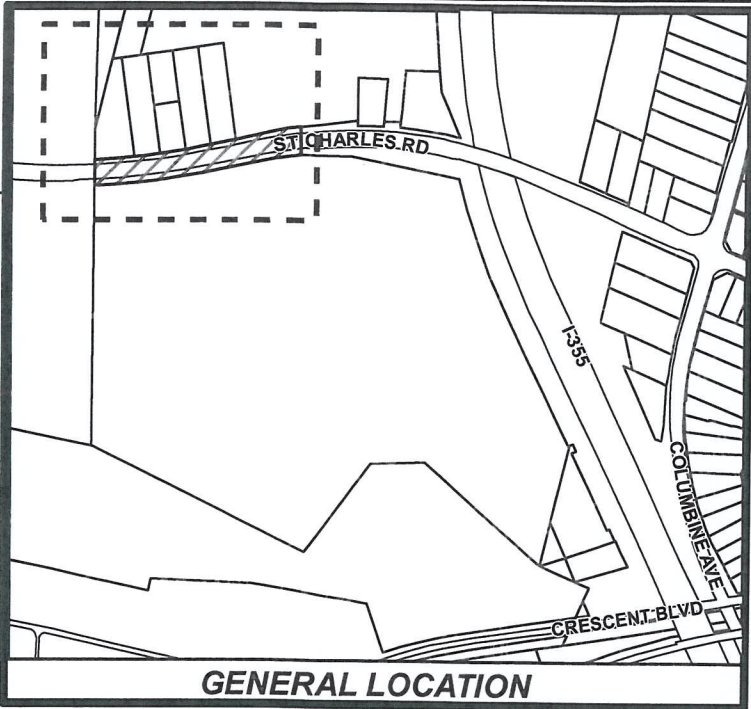 ST CHARLES RD
I-355
COLUMBINE AVE
CRESCENT BLVD
GENERAL LOCATION